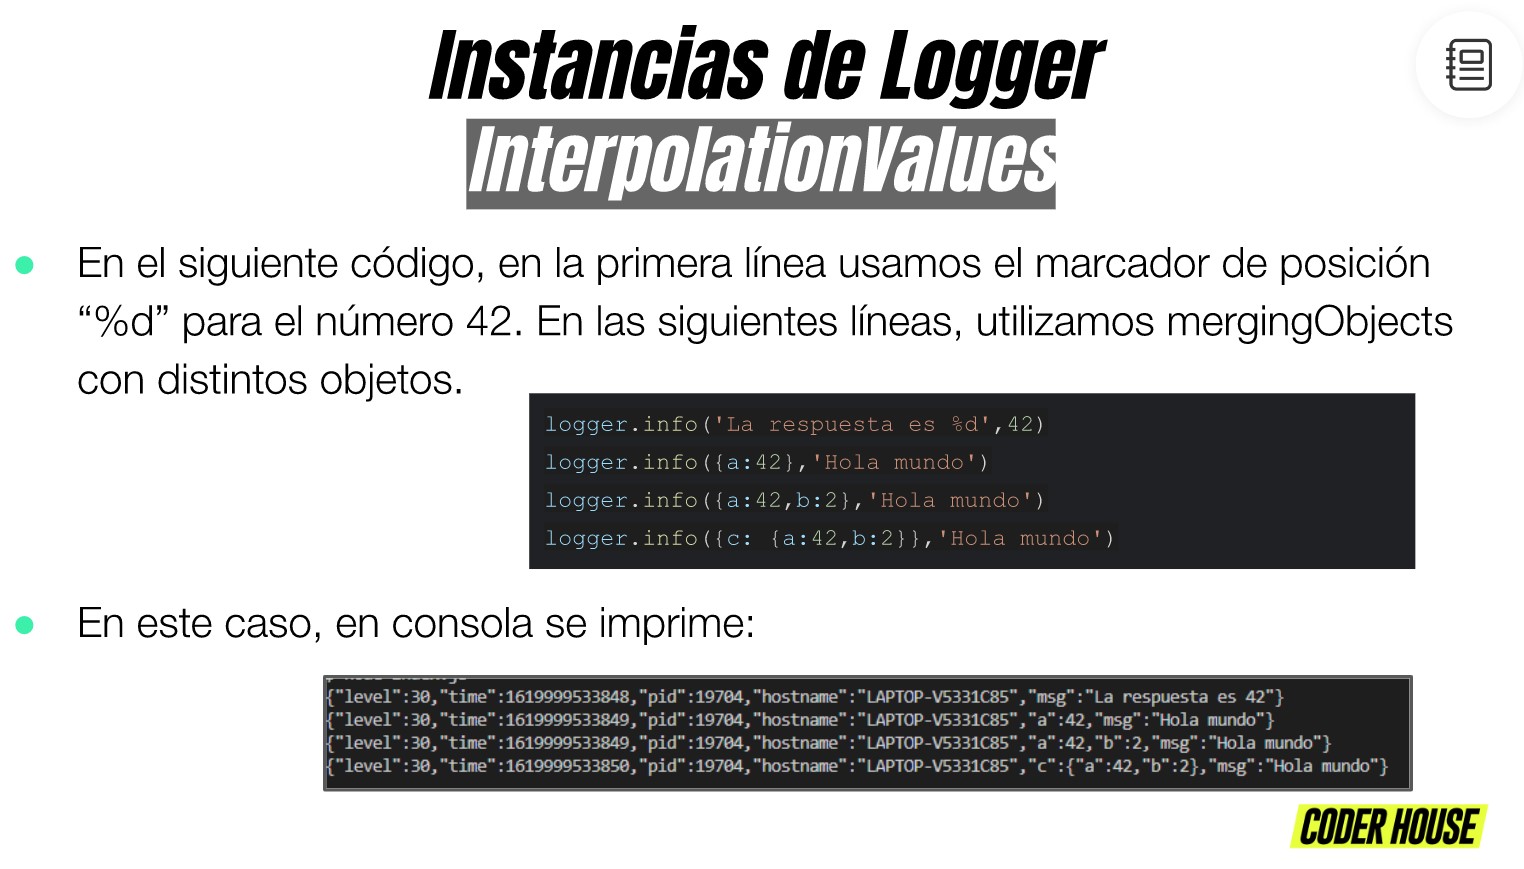 Instancias de Logger
InterpolationValues
En el siguiente código, en la primera línea usamos el marcador de posición
“%d” para el número 42. En las siguientes líneas, utilizamos mergingObjects
con distintos objetos.
logger.info('La respuesta es %d',42)
logger.info({a:42},'Hola mundo')
logger.info({a:42,b:2},'Hola mundo')
logger.info({c: {a:42,b:2}},'Hola mundo')
En este caso, en consola se imprime:
{"level":30,"time":1619999533848,"pid":19704,"hostname":"LAPTOP-V5331C85","msg":"La respuesta es 42"}
{"level":30,"time":1619999533849,"pid":19704,"hostname":"LAPTOP-V5331C85","a":42,"msg":"Hola mundo"}
{"level":30,"time":1619999533849,"pid":19704,"hostname":"LAPTOP-V5331C85","a":42,"b":2,"msg":"Hola mundo"}
{"level":30,"time":1619999533850,"pid":19704,"hostname":"LAPTOP-V5331C85","c":{"a":42,"b":2},"msg":"Hola mundo"}
CODER HOUSE